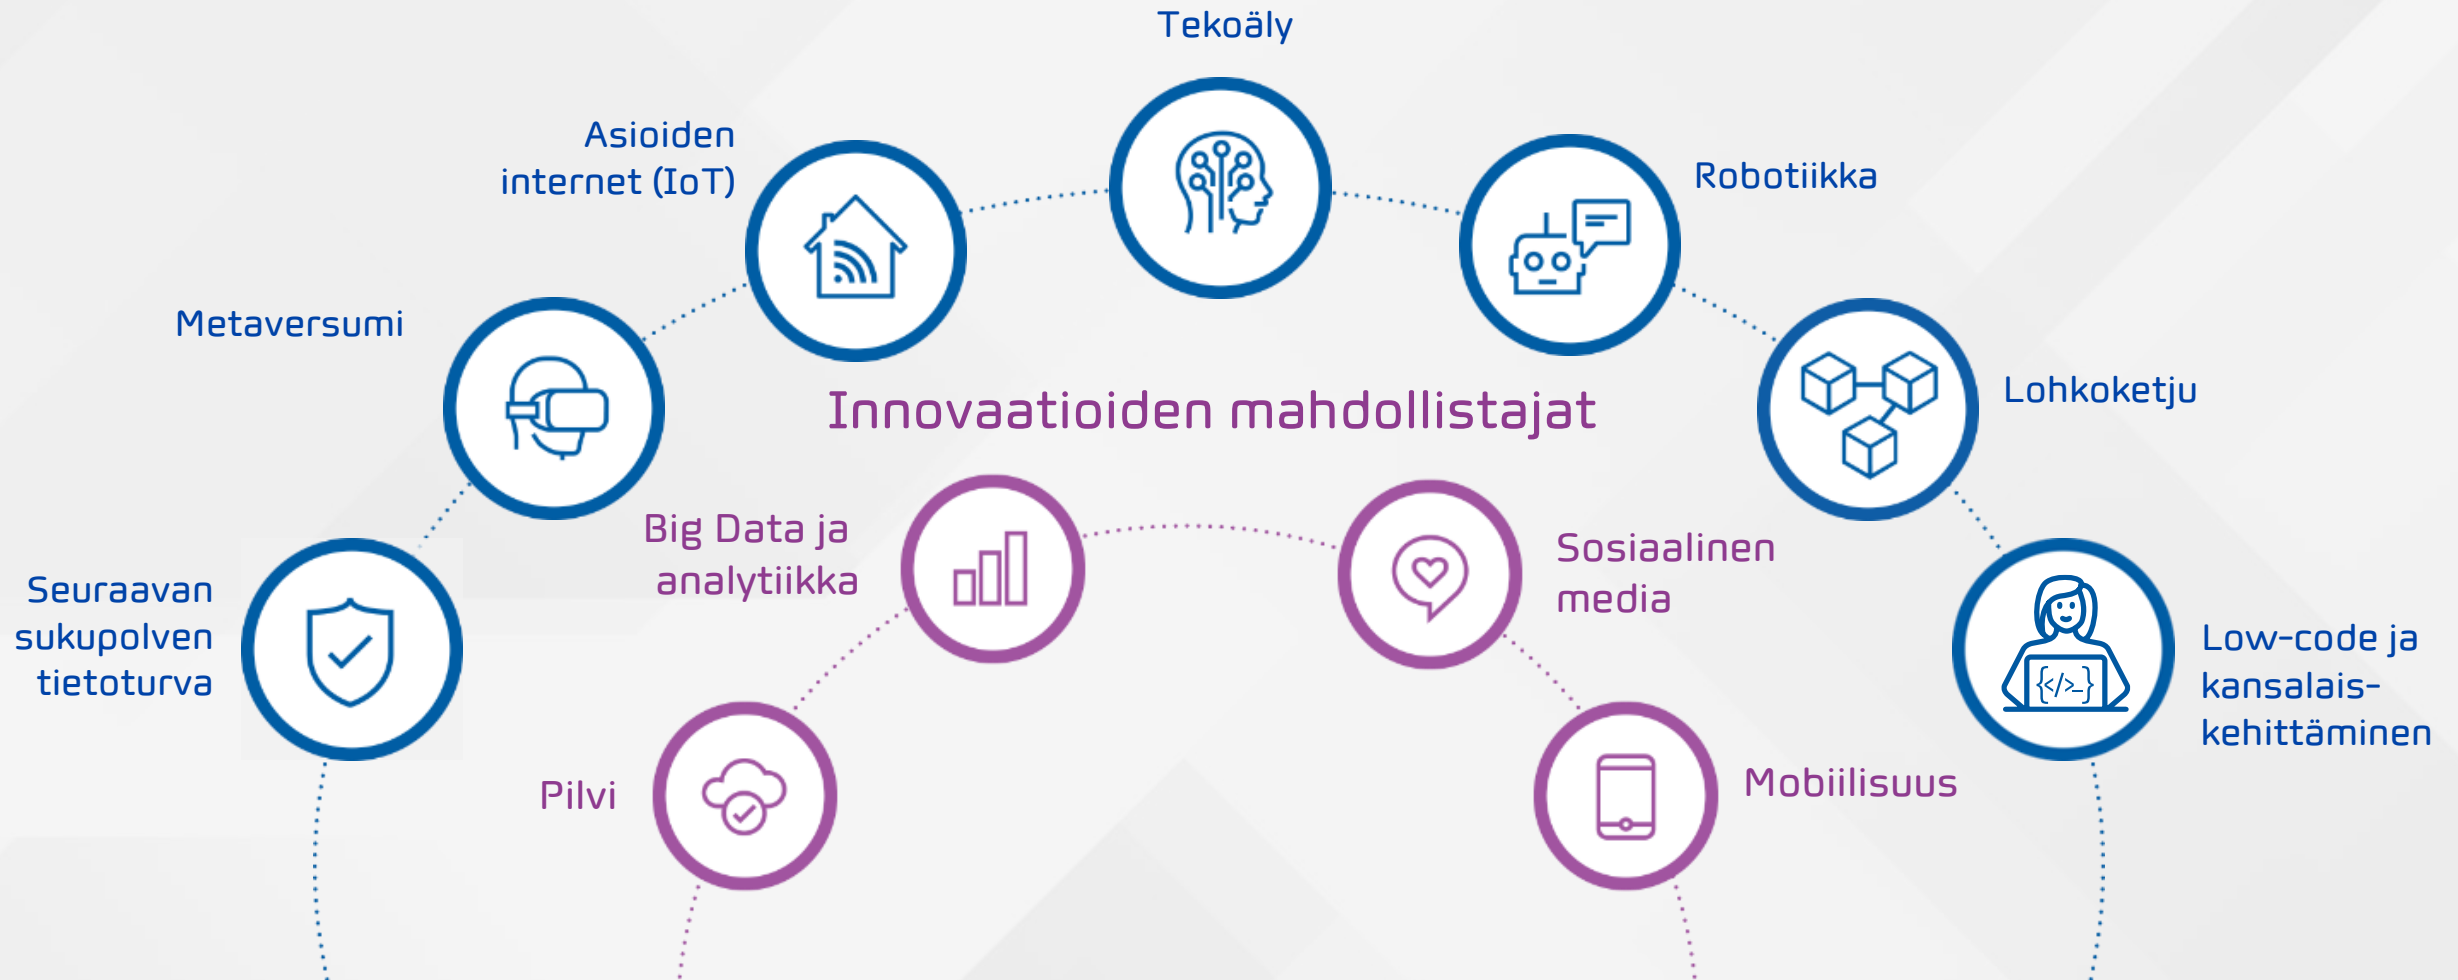 Tekoäly
Asioiden
internet (IoT)
Robotiikka
Metaversumi
Lohkoketju
Innovaatioiden mahdollistajat
Big Data ja
analytiikka
Sosiaalinen
media
Seuraavan
sukupolven
tietoturva
Low-code ja
kansalais-
kehittäminen
{</>_}
Pilvi
Mobiilisuus